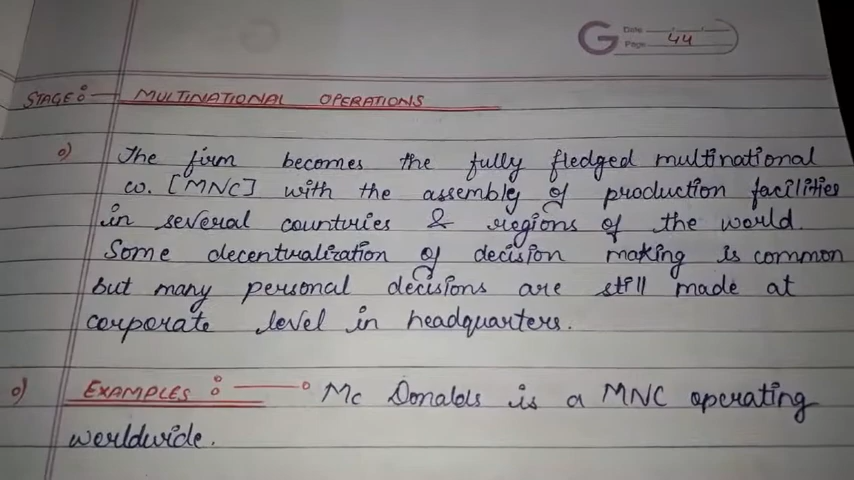 G Date
Page 44
STAGE:— MULTINATIONAL OPERATIONS
o) The firm becomes the fully fledged multinational
co. [MNC] with the assembly of production facilities
in several countries & regions of the world.
Some decentralization of decision making is common
but many personal decisions are still made at
corporate level in headquarters.
o) EXAMPLES :—o Mc Donalds is a MNC operating
worldwide.